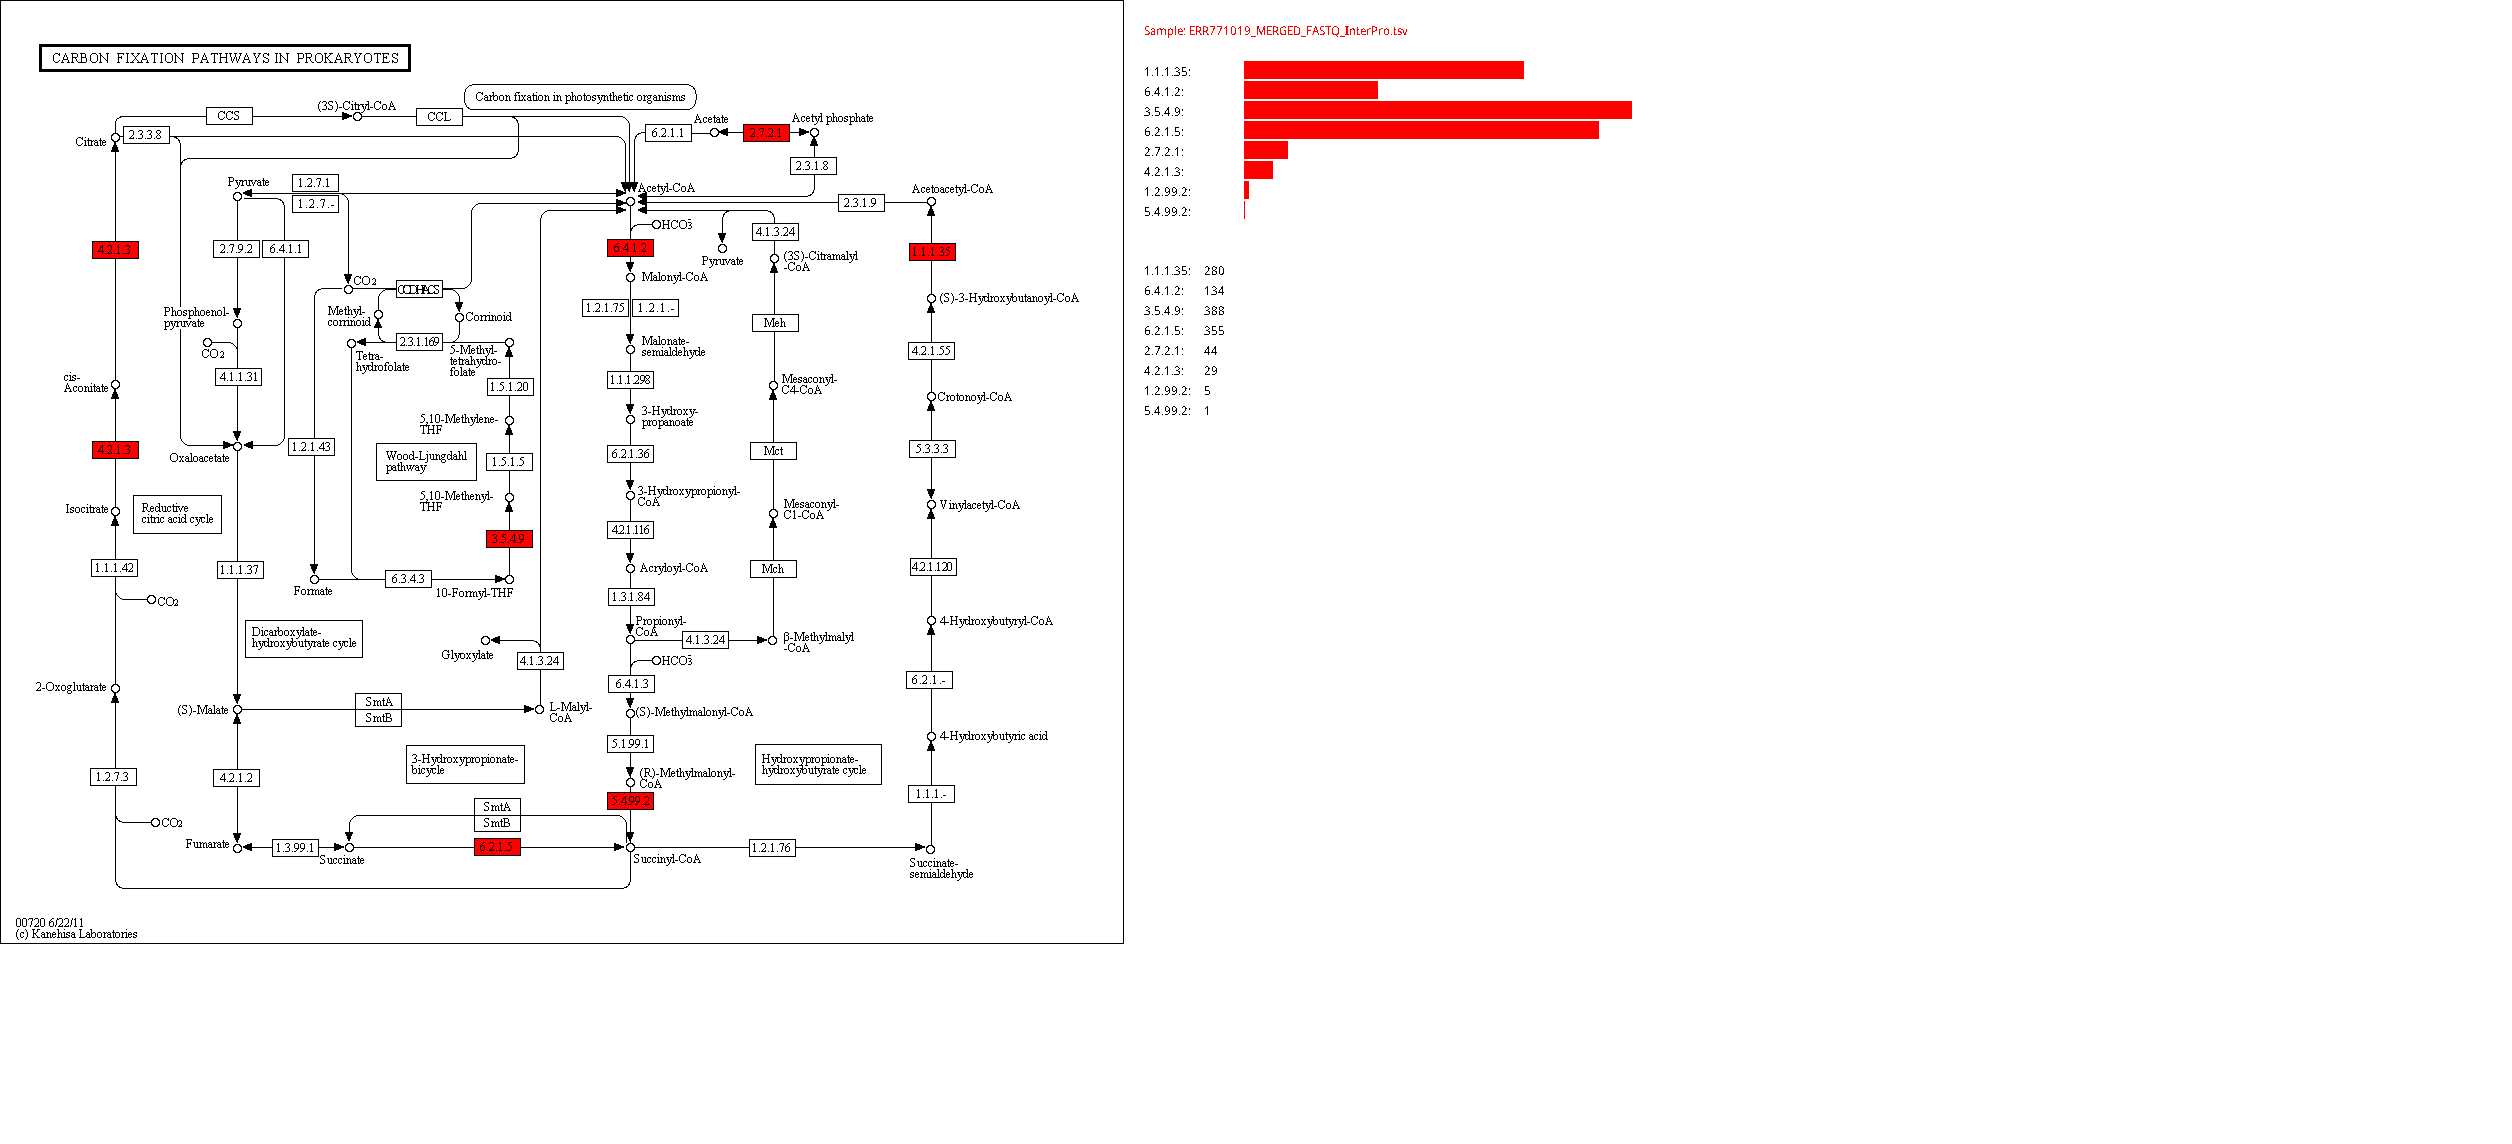 CARBON FIXATION PATHWAYS IN PROKARYOTES
Sample: ERR771019_MERGED_FASTQ_InterPro.tsv
Carbon fixation in photosynthetic organisms
(3S)-Citryl-CoA
CCS
CCL
2.3.3.8
Citrate
6.2.1.1
Acetate
2.7.2.1
Acetyl phosphate
2.3.1.8
Pyruvate
1.2.7.1
1.2.7.-
Acetyl-CoA
2.3.1.9
Acetoacetyl-CoA
HCO3-
4.1.3.24
4.2.1.3
2.7.9.2
6.4.1.1
6.4.1.2
Pyruvate
(3S)-Citramalyl
-CoA
1.1.1.35
CO2
CODHACS
Malonyl-CoA
(S)-3-Hydroxybutanoyl-CoA
Methyl-
corrinoid
Corrinoid
1.2.1.75
1.2.1.-
Phosphoenol-
pyruvate
Meh
CO2
2.3.1.169
Tetra-
hydrofolate
5-Methyl-
tetrahydro-
folate
Malonate-
semialdehyde
4.2.1.55
4.1.1.31
cis-
Aconitate
1.5.1.20
1.1.1.298
Mesaconyl-
C4-CoA
Crotonoyl-CoA
5,10-Methylene-
THF
3-Hydroxy-
propanoate
4.2.1.3
Oxaloacetate
1.2.1.43
Wood-Ljungdahl
pathway
1.5.1.5
6.2.1.36
Mct
5.3.3.3
5,10-Methenyl-
THF
3-Hydroxypropionyl-
CoA
Mesaconyl-
C1-CoA
Vinylacetyl-CoA
Isocitrate
Reductive
citric acid cycle
3.5.4.9
4.2.1.116
1.1.1.42
1.1.1.37
Acryloyl-CoA
Mch
4.2.1.120
CO2
Formate
6.3.4.3
10-Formyl-THF
1.3.1.84
Dicarboxylate-
hydroxybutyrate cycle
Propionyl-
CoA
4.1.3.24
β-Methylmalyl
-CoA
4-Hydroxybutyryl-CoA
Glyoxylate
4.1.3.24
HCO3-
2-Oxoglutarate
6.4.1.3
6.2.1.-
(S)-Malate
SmtA
SmtB
L-Malyl-
CoA
(S)-Methylmalonyl-CoA
4-Hydroxybutyric acid
5.1.99.1
3-Hydroxypropionate-
bicycle
Hydroxypropionate-
hydroxybutyrate cycle
1.2.7.3
4.2.1.2
(R)-Methylmalonyl-
CoA
1.1.1.-
5.4.99.2
SmtA
SmtB
CO2
Fumarate
1.3.99.1
Succinate
6.2.1.5
Succinyl-CoA
1.2.1.76
Succinate-
semialdehyde
00720 6/22/11
(c) Kanehisa Laboratories
1.1.1.35:
6.4.1.2:
3.5.4.9:
6.2.1.5:
2.7.2.1:
4.2.1.3:
1.2.99.2:
5.4.99.2:
1.1.1.35: 280
6.4.1.2: 134
3.5.4.9: 388
6.2.1.5: 355
2.7.2.1: 44
4.2.1.3: 29
1.2.99.2: 5
5.4.99.2: 1